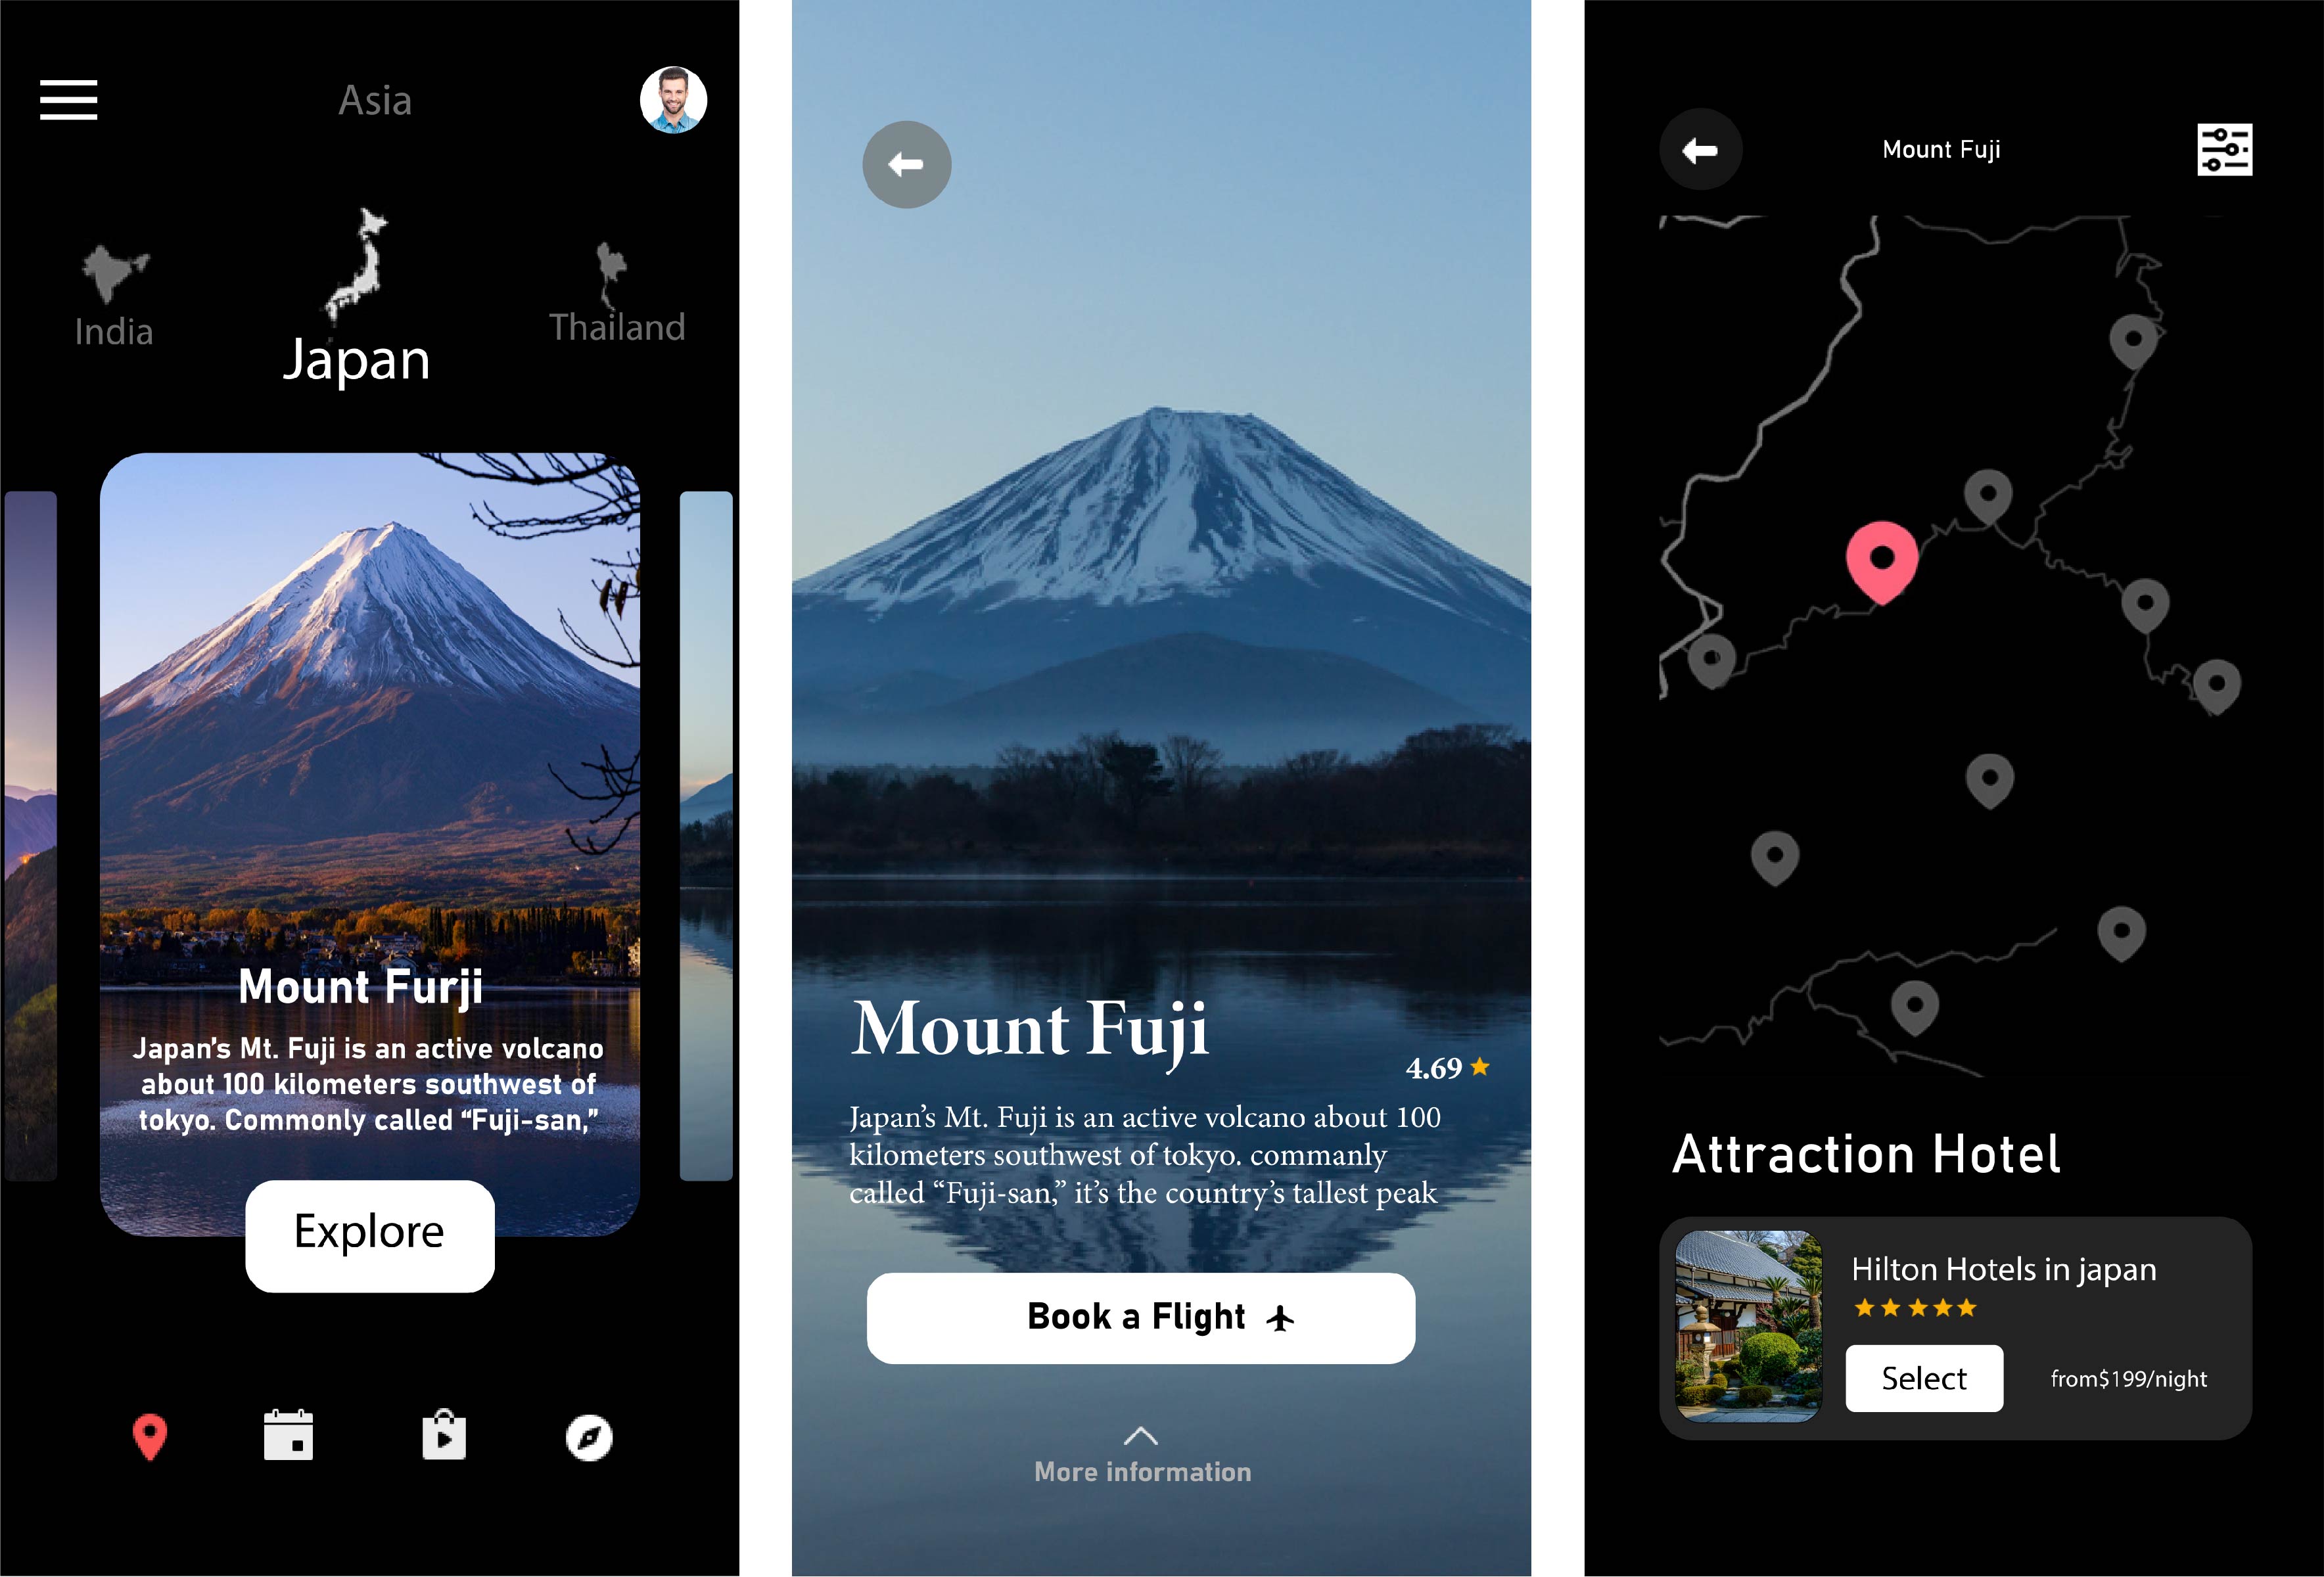 Asia
India
Japan
Thailand
Mount Furji
Japan’s Mt. Fuji is an active volcano
about 100 kilometers southwest of
tokyo. Commonly called “Fuji-san,”
Explore
Mount Fuji
4.69
Japan’s Mt. Fuji is an active volcano about 100
kilometers southwest of tokyo. commanly
called “Fuji-san,” it’s the country’s tallest peak
Book a Flight
More information
Mount Fuji
Attraction Hotel
Hilton Hotels in japan
Select
from$199/night